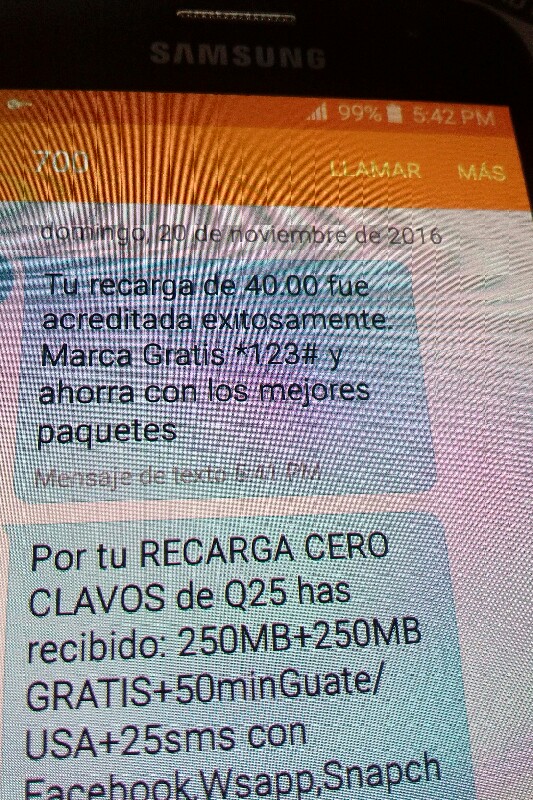 SAMSUNG
99% 5:42 PM
700 LLAMAR MÁS
domingo, 20 de noviembre de 2016
Tu recarga de 40.00 fue
acreditada exitosamente.
Marca Gratis *123# y
ahorra con los mejores
paquetes
Mensaje de texto 5:41 PM
Por tu RECARGA CERO
CLAVOS de Q25 has
recibido: 250MB+250MB
GRATIS+50minGuate/
USA+25sms con
Facebook,Wsapp,Snapch